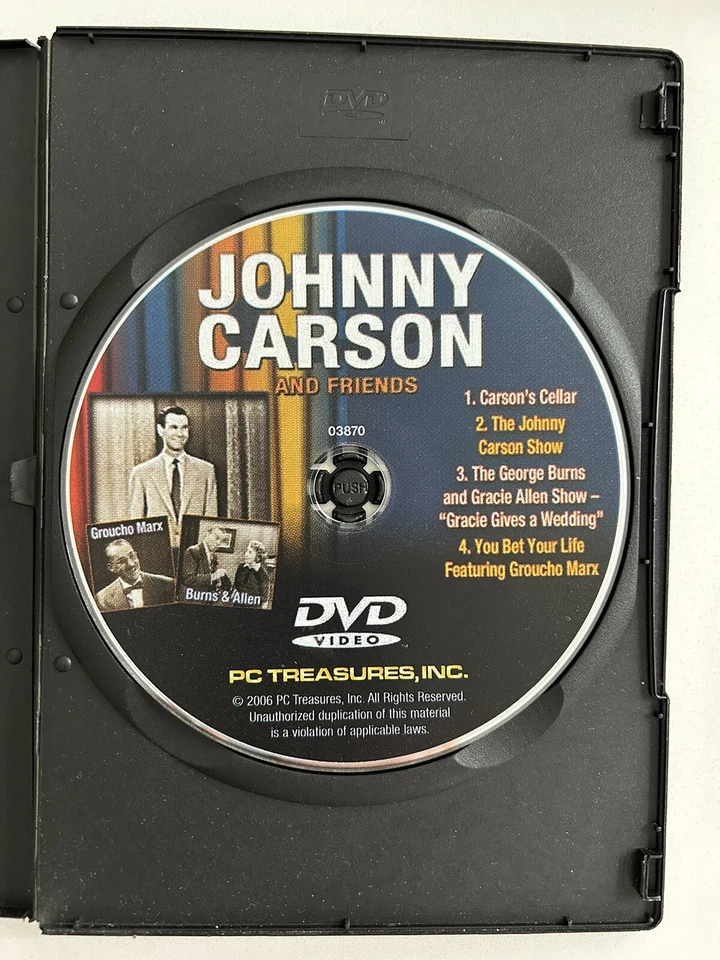 DVD
JOHNNY
CARSON
AND FRIENDS
03870
PUSH
1. Carson's Cellar
2. The Johnny
Carson Show
3. The George Burns
and Gracie Allen Show –
“Gracie Gives a Wedding”
4. You Bet Your Life
Featuring Groucho Marx
Groucho Marx
Burns & Allen
DVD
VIDEO
PC TREASURES, INC.
© 2006 PC Treasures, Inc. All Rights Reserved.
Unauthorized duplication of this material
is a violation of applicable laws.